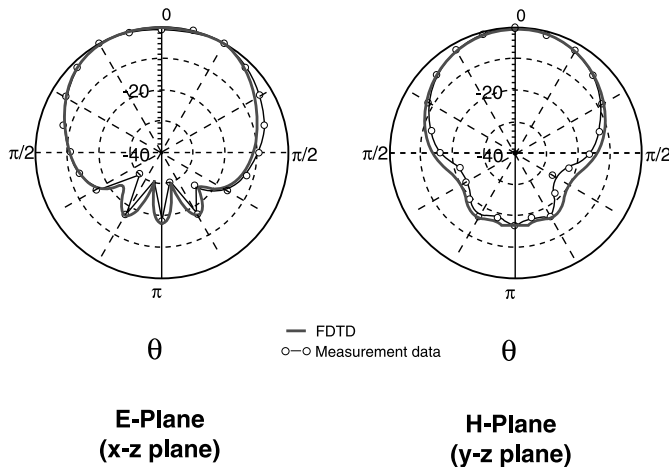 0
-20
-40
π/2
π/2
π
θ
0
-20
-40
π/2
π/2
π
θ
FDTD
Measurement data
E-Plane
(x-z plane)
H-Plane
(y-z plane)